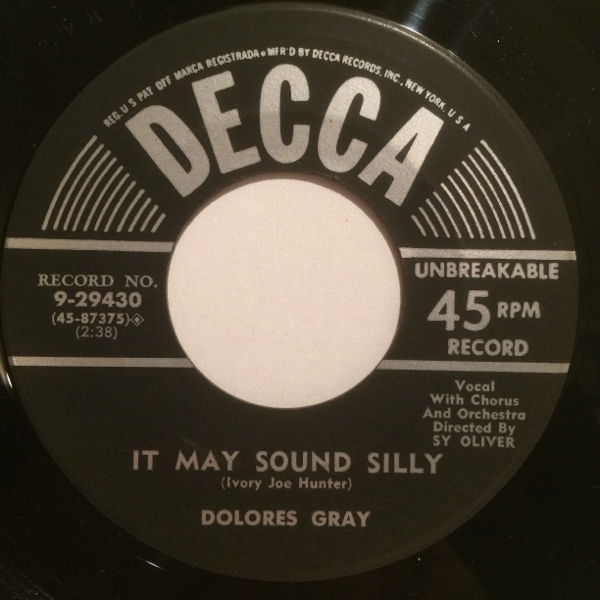 REG. U S PAT OFF MARCA REGISTRADA • MFR'D BY DECCA RECORDS, INC., NEW YORK, U S A
DECCA
RECORD NO.
9-29430
(45-87375)
(2:38)
UNBREAKABLE
45 RPM
RECORD
Vocal
With Chorus
And Orchestra
Directed By
SY OLIVER
IT MAY SOUND SILLY
(Ivory Joe Hunter)
DOLORES GRAY